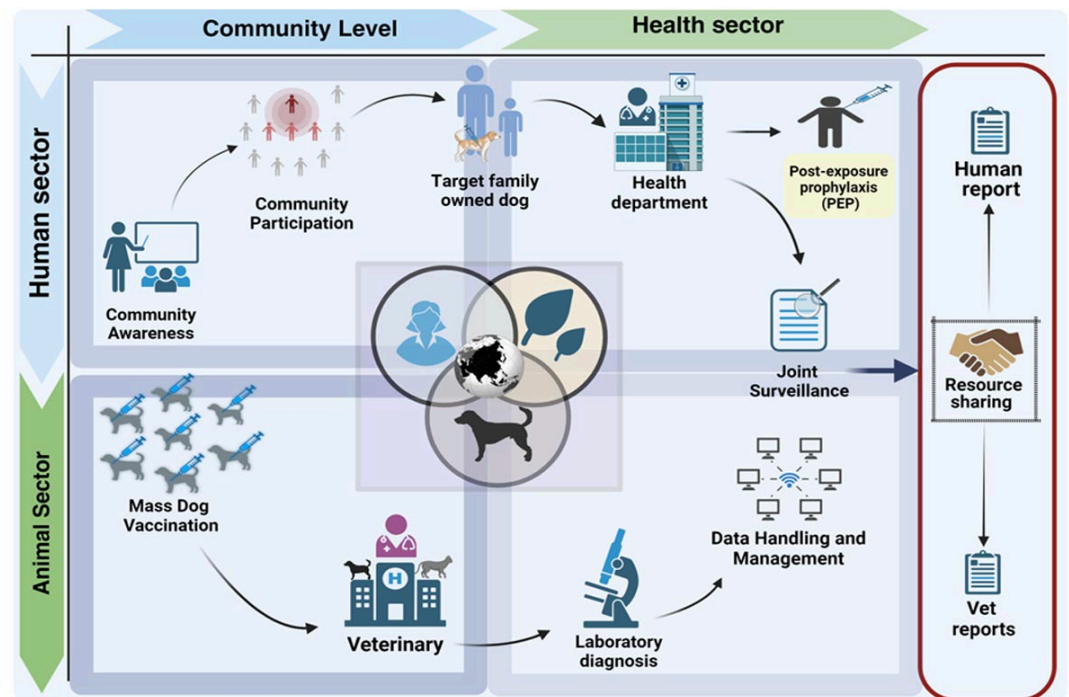 Community Level
Health sector
Human sector
Community
Awareness
Community
Participation
Target family
owned dog
Health
department
Post-exposure
prophylaxis
(PEP)
Joint
Surveillance
Human
report
Resource
sharing
Vet
reports
Animal Sector
Mass Dog
Vaccination
H
Veterinary
Laboratory
diagnosis
Data Handling and
Management